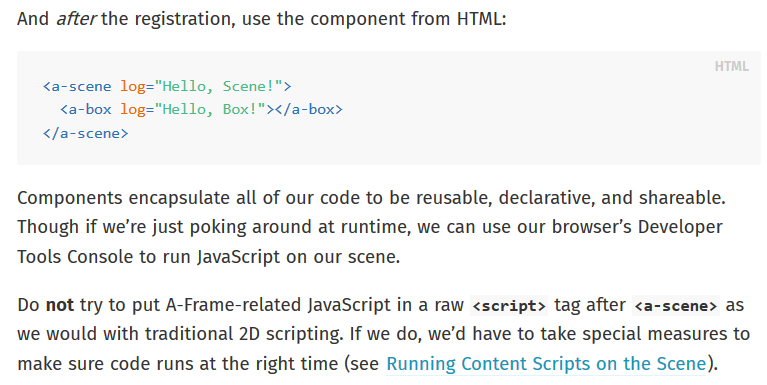 And after the registration, use the component from HTML:
HTML
<a-scene log="Hello, Scene!">
  <a-box log="Hello, Box!"></a-box>
</a-scene>
Components encapsulate all of our code to be reusable, declarative, and shareable.
Though if we’re just poking around at runtime, we can use our browser’s Developer
Tools Console to run JavaScript on our scene.
Do not try to put A-Frame-related JavaScript in a raw <script> tag after <a-scene> as
we would with traditional 2D scripting. If we do, we’d have to take special measures to
make sure code runs at the right time (see Running Content Scripts on the Scene).